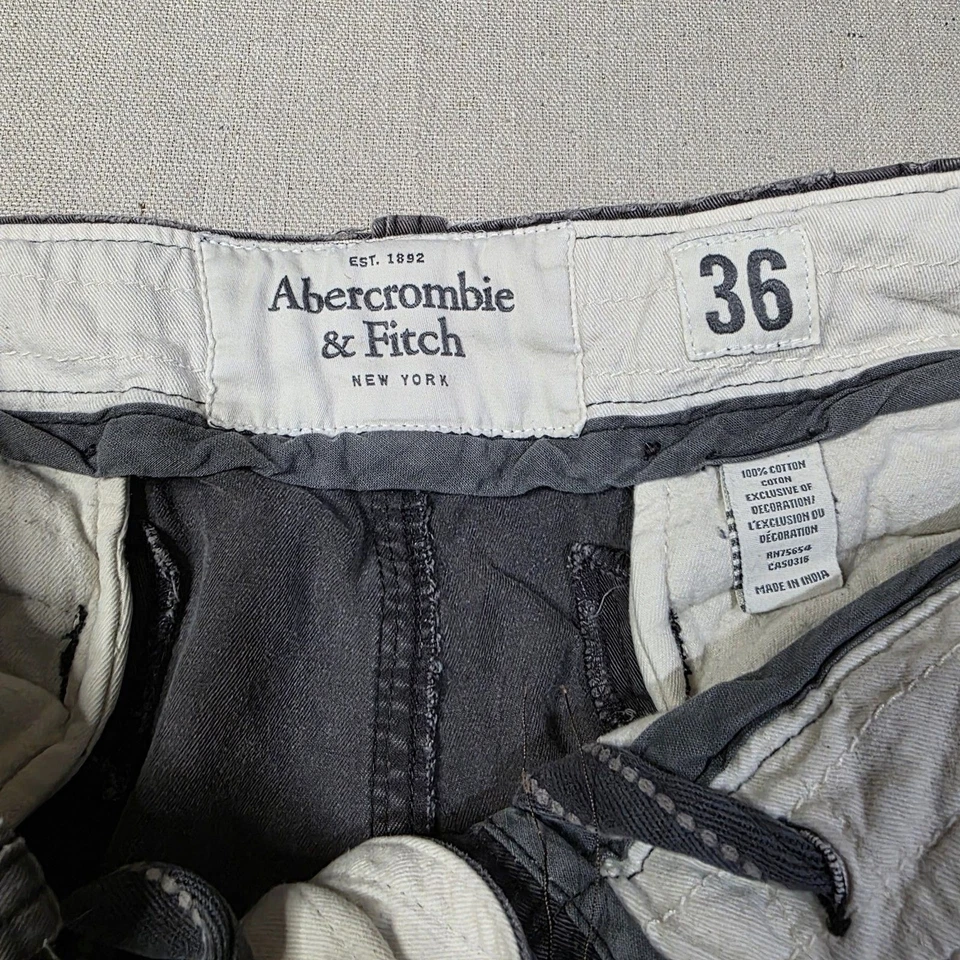 EST. 1892
Abercrombie
& Fitch
NEW YORK
36
100% COTTON
COTON
EXCLUSIVE OF
DECORATION/
L'EXCLUSION DU
DÉCORATION
RN75654
CA50316
MADE IN INDIA